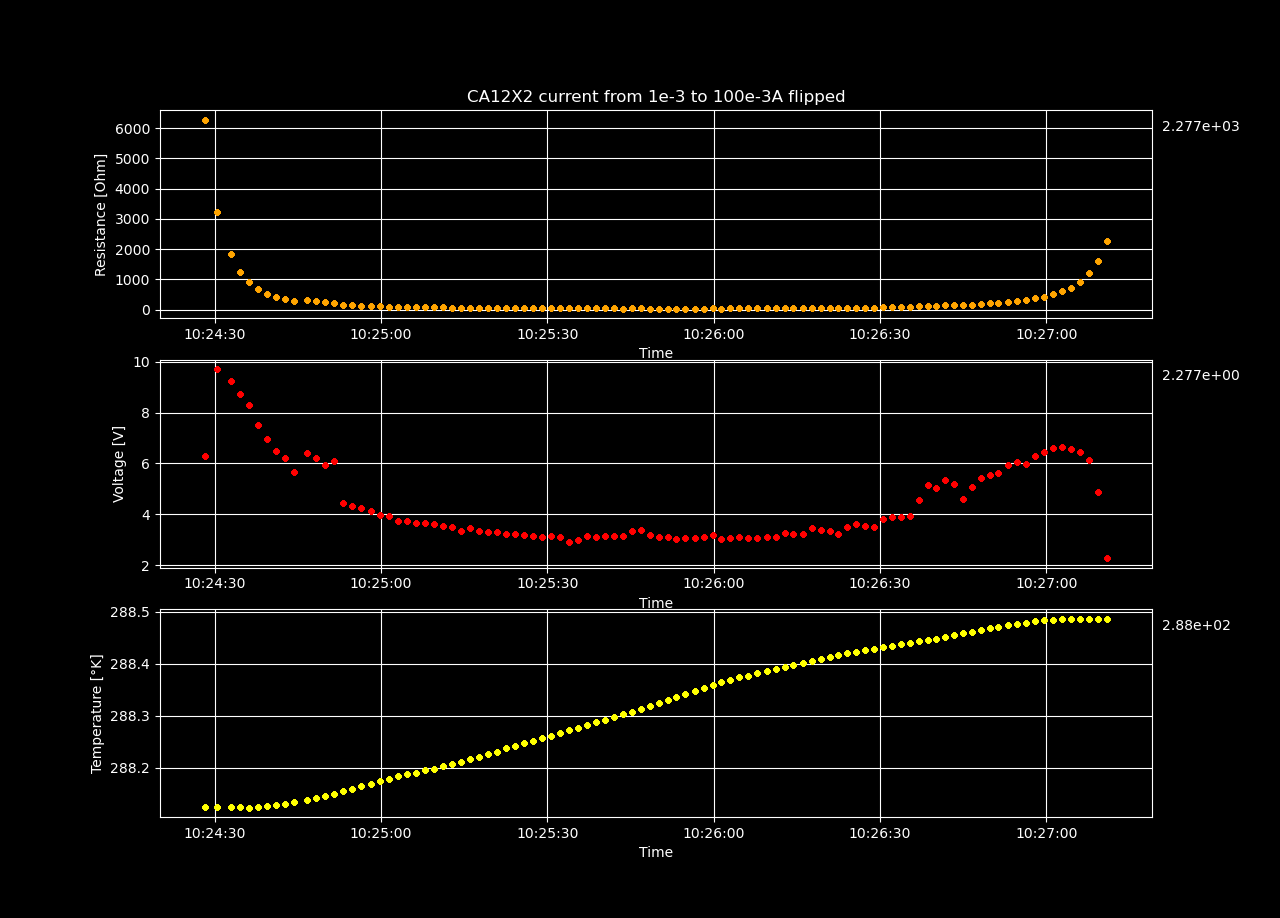 CA12X2 current from 1e-3 to 100e-3A flipped
2.277e+03
Resistance [Ohm]
6000
5000
4000
3000
2000
1000
0
10:24:30 10:25:00 10:25:30 10:26:00 10:26:30 10:27:00
Time
2.277e+00
Voltage [V]
10
8
6
4
2
10:24:30 10:25:00 10:25:30 10:26:00 10:26:30 10:27:00
Time
2.88e+02
Temperature [°K]
288.5
288.4
288.3
288.2
10:24:30 10:25:00 10:25:30 10:26:00 10:26:30 10:27:00
Time